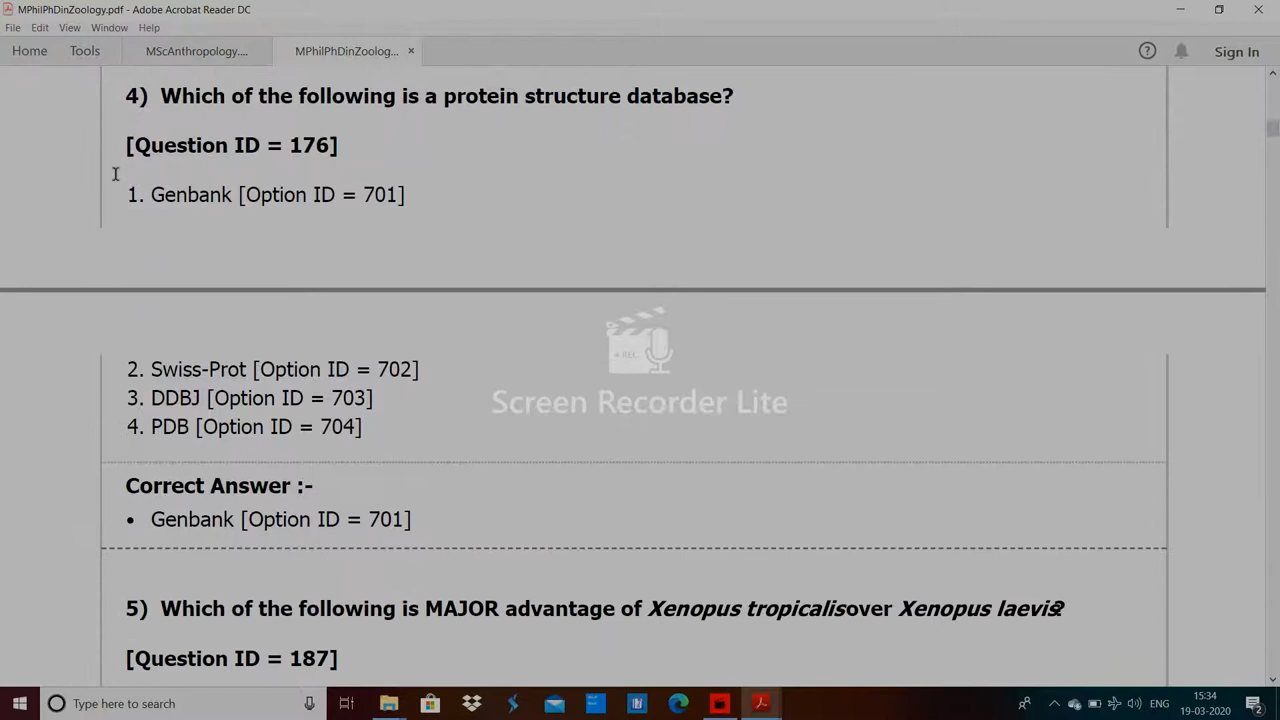 MPhilPhDinZoology.pdf - Adobe Acrobat Reader DC
File Edit View Window Help
Home Tools MScAnthropology.... MPhilPhDinZoolog... × Sign In
4) Which of the following is a protein structure database?
[Question ID = 176]
1. Genbank [Option ID = 701]
2. Swiss-Prot [Option ID = 702]
3. DDBJ [Option ID = 703]
4. PDB [Option ID = 704]
REC
Screen Recorder Lite
Correct Answer :-
• Genbank [Option ID = 701]
5) Which of the following is MAJOR advantage of Xenopus tropicalisover Xenopus laevis?
[Question ID = 187]
Type here to search
ENG
15:34
19-03-2020
2